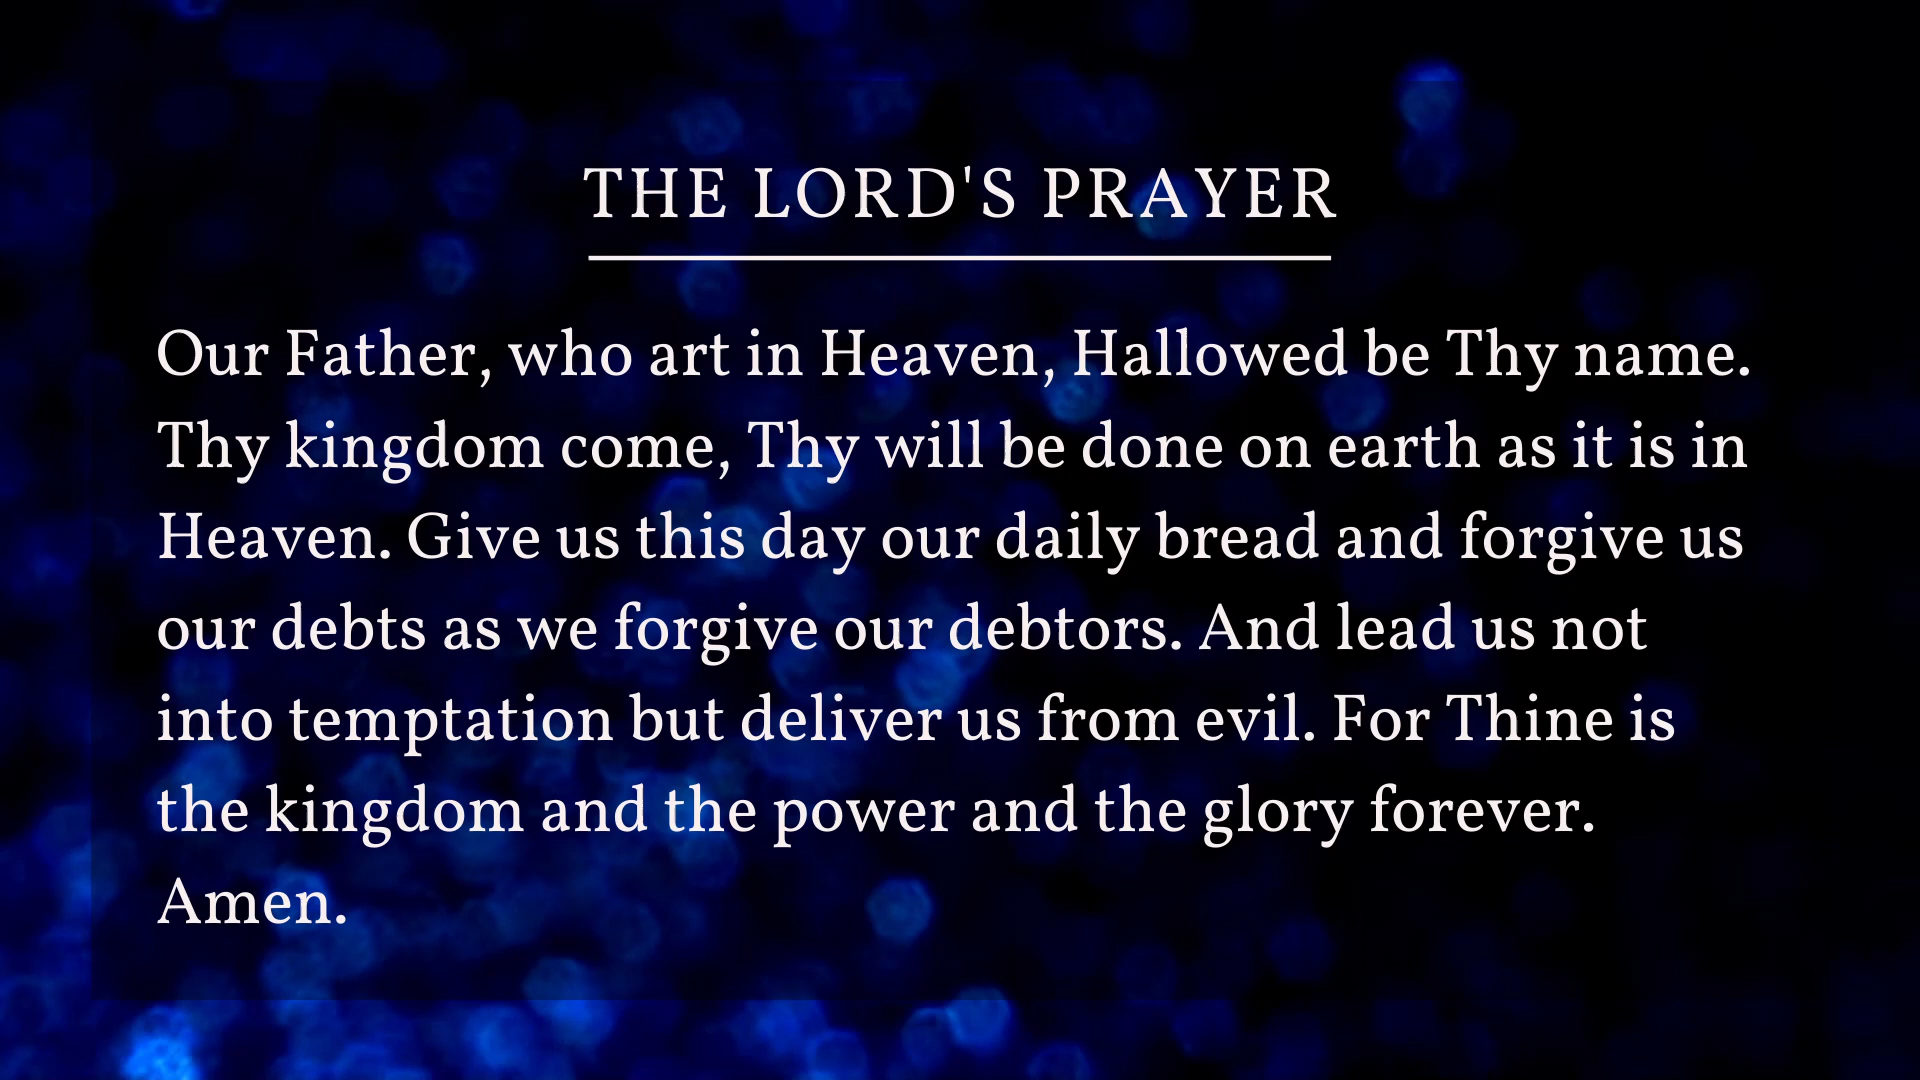 THE LORD'S PRAYER
Our Father, who art in Heaven, Hallowed be Thy name.
Thy kingdom come, Thy will be done on earth as it is in
Heaven. Give us this day our daily bread and forgive us
our debts as we forgive our debtors. And lead us not
into temptation but deliver us from evil. For Thine is
the kingdom and the power and the glory forever.
Amen.